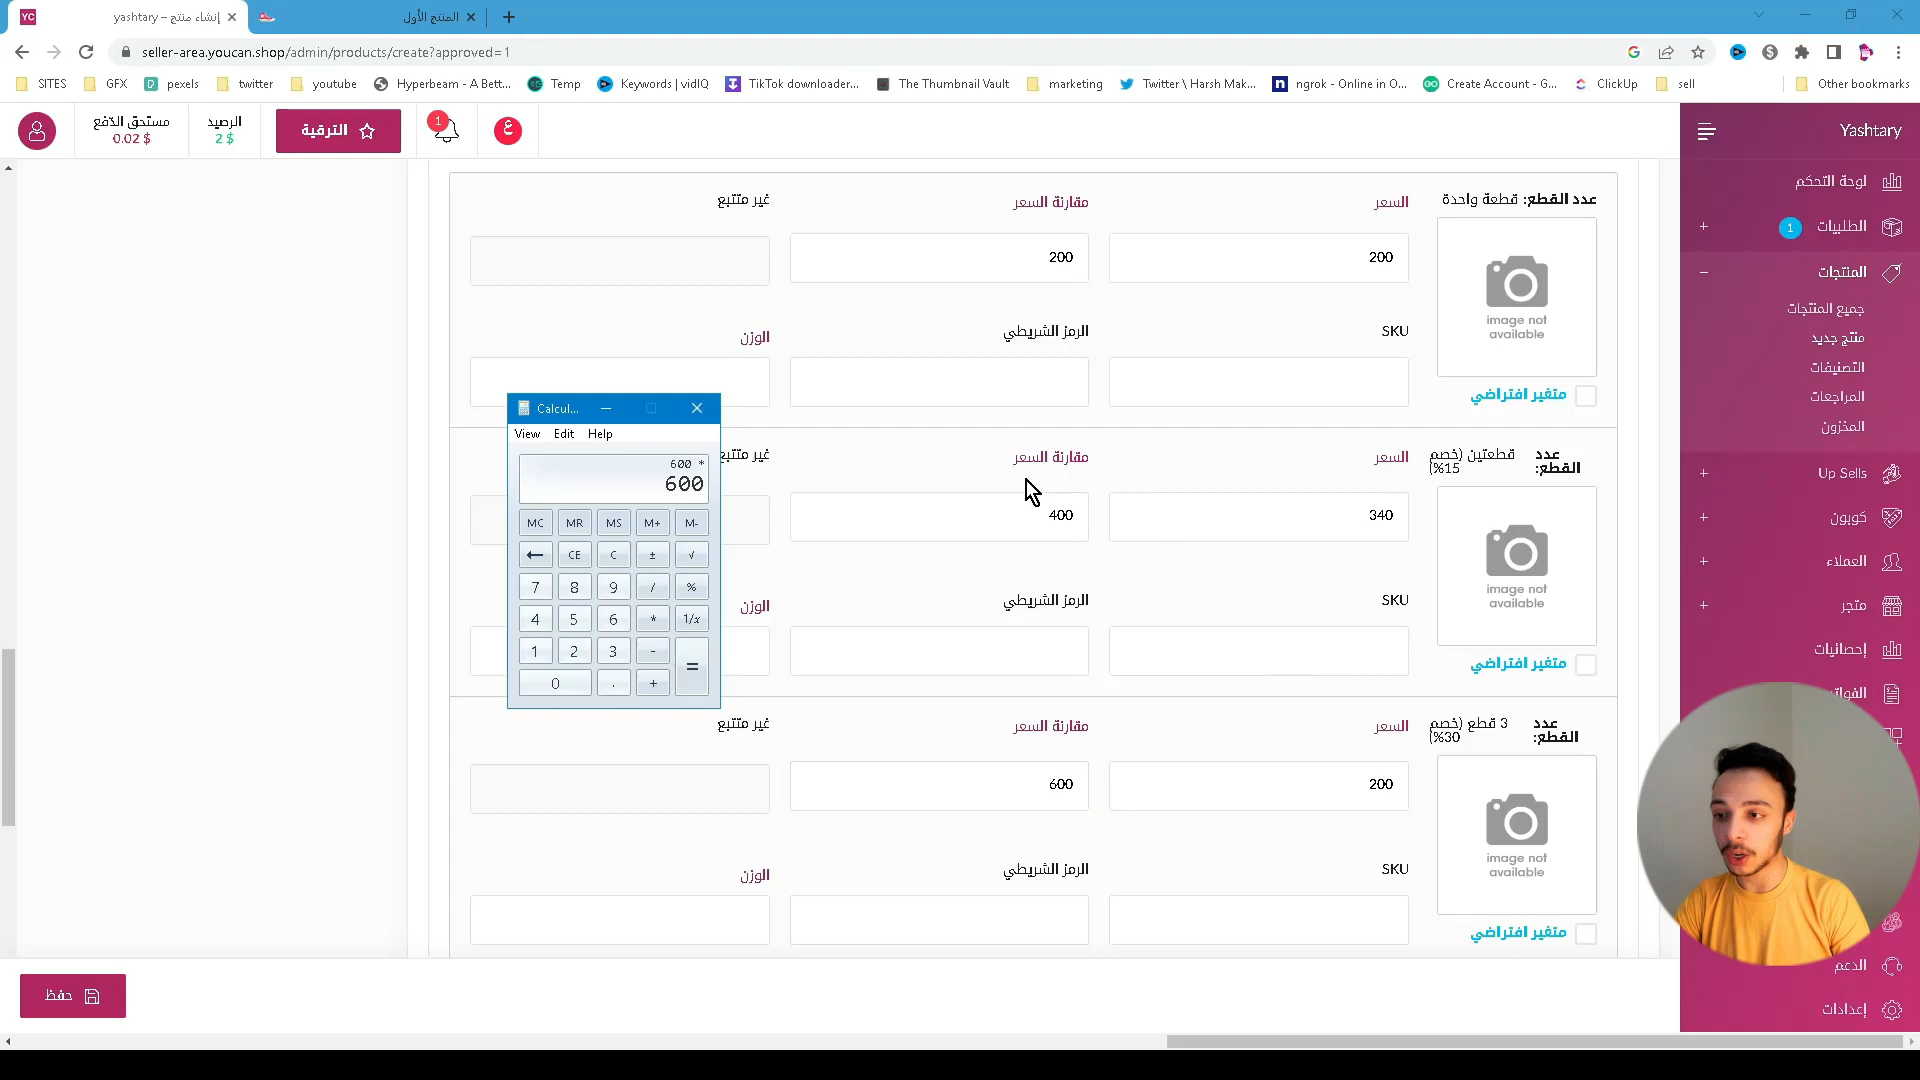 إنشاء منتج – yashtary
المنتج الأول
seller-area.youcan.shop/admin/products/create?approved=1
SITES
GFX
pexels
twitter
youtube
Hyperbeam - A Bett...
Temp
Keywords | vidIQ
TikTok downloader...
The Thumbnail Vault
marketing
Twitter \ Harsh Mak...
ngrok - Online in O...
Create Account - G...
ClickUp
sell
Other bookmarks
مستحق الدّفع
0.02 $
الرصيد
2 $
الترقية
1
ع
Yashtary
لوحة التحكم
الطلبيات
1
المنتجات
جميع المنتجات
منتج جديد
التصنيفات
المراجعات
المخزون
Up Sells
كوبون
العملاء
متجر
إحصائيات
الدعم
إعدادات
عدد القطع: قطعة واحدة
السعر
مقارنة السعر
غير متتبع
200
200
image not
available
SKU
الرمز الشريطي
الوزن
متغير افتراضي
عدد القطع: قطعتين (خصم 15%)
السعر
مقارنة السعر
غير متتبع
340
400
image not
available
SKU
الرمز الشريطي
الوزن
متغير افتراضي
عدد القطع: 3 قطع (خصم 30%)
السعر
مقارنة السعر
غير متتبع
200
600
image not
available
SKU
الرمز الشريطي
الوزن
متغير افتراضي
Calcul...
View Edit Help
600 *
600
MC MR MS M+ M-
← CE C ± √
7 8 9 / %
4 5 6 * 1/x
1 2 3 - =
0 . +
حفظ